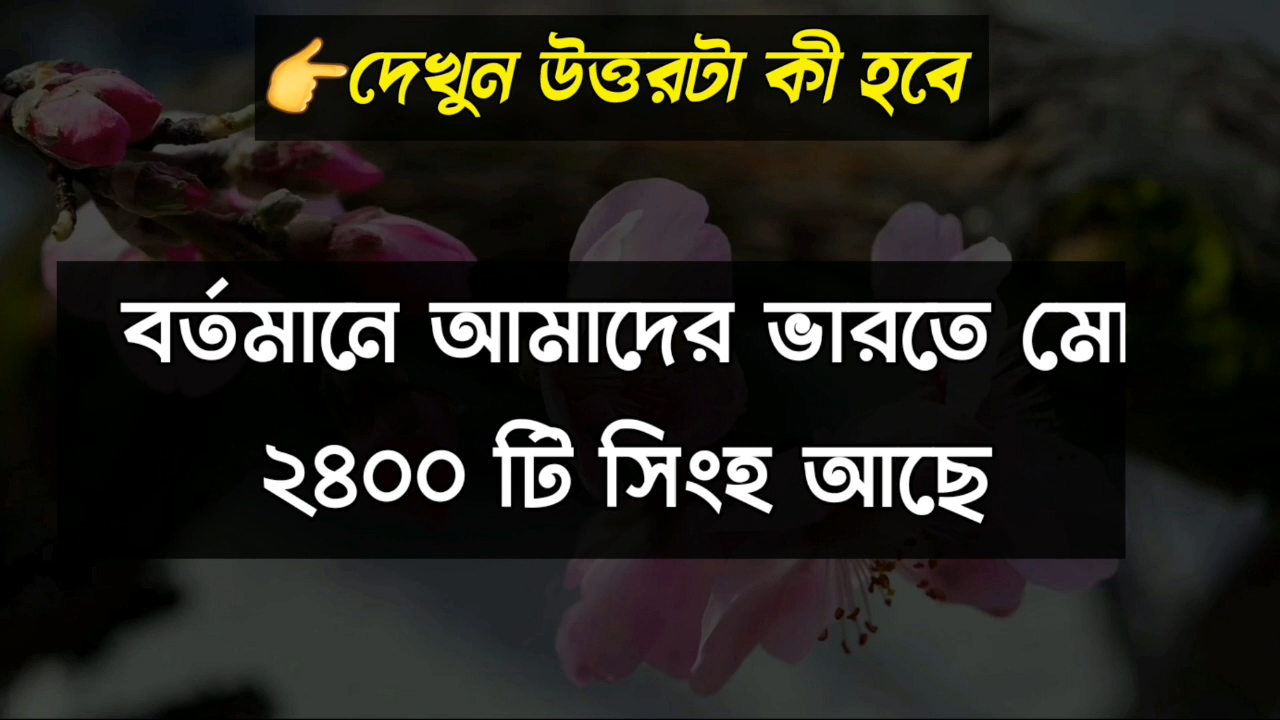 👉দেখুন উত্তরটা কী হবে
বর্তমানে আমাদের ভারতে মো
২৪০০ টি সিংহ আছে